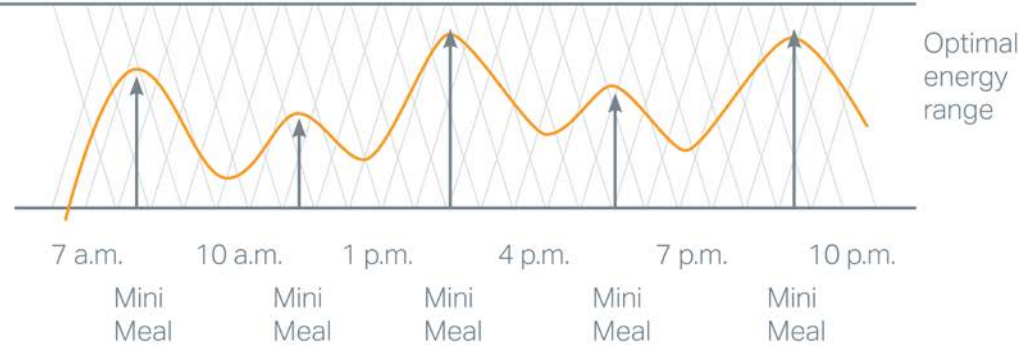 Optimal
energy
range
7 a.m. 10 a.m. 1 p.m. 4 p.m. 7 p.m. 10 p.m.
Mini Mini Mini Mini Mini
Meal Meal Meal Meal Meal